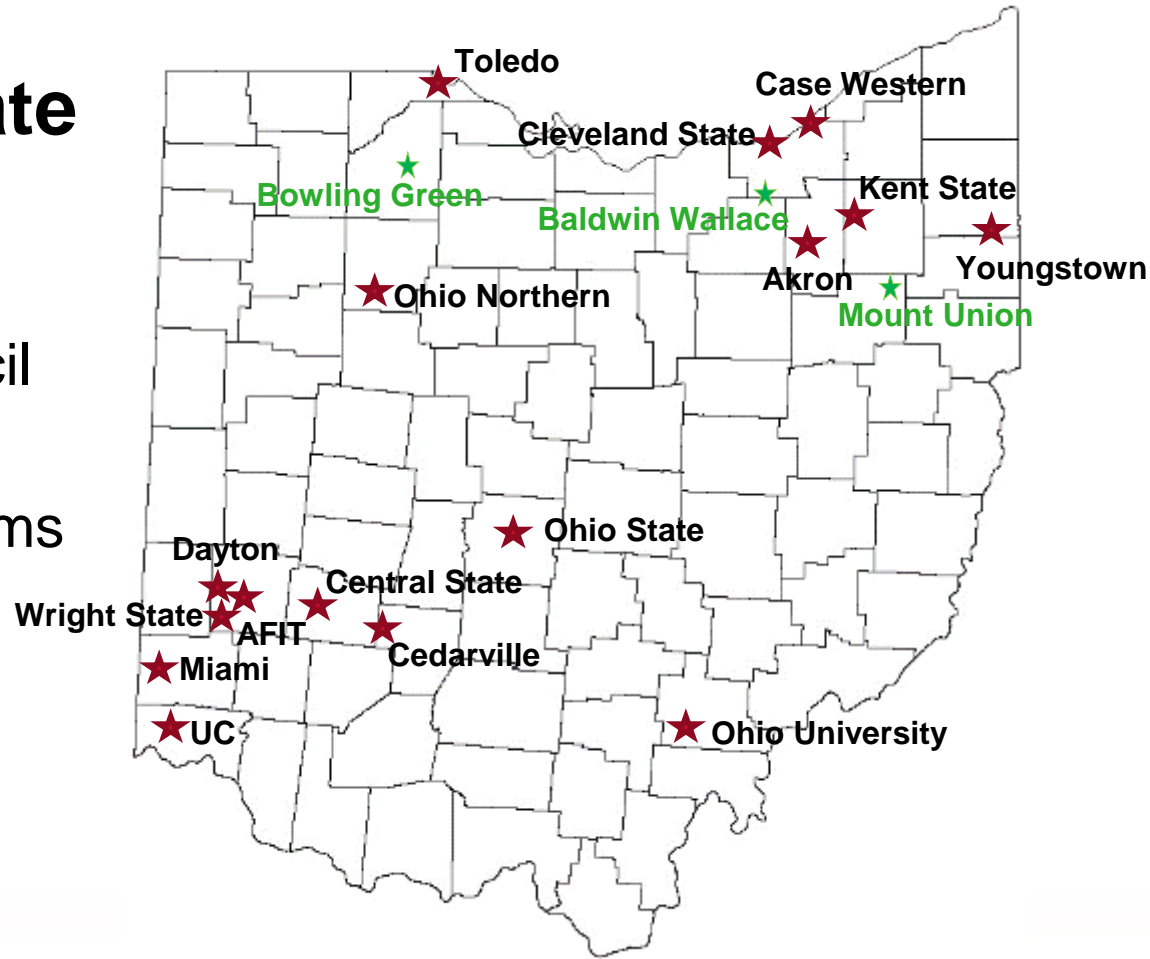 Toledo
ate
Case Western
Cleveland State
Bowling Green
Kent State
Baldwin Wallace
Youngstown
Akron
Ohio Northern
Mount Union
cil
ms
Ohio State
Dayton
Central State
Wright State
AFIT
Cedarville
Miami
UC
Ohio University